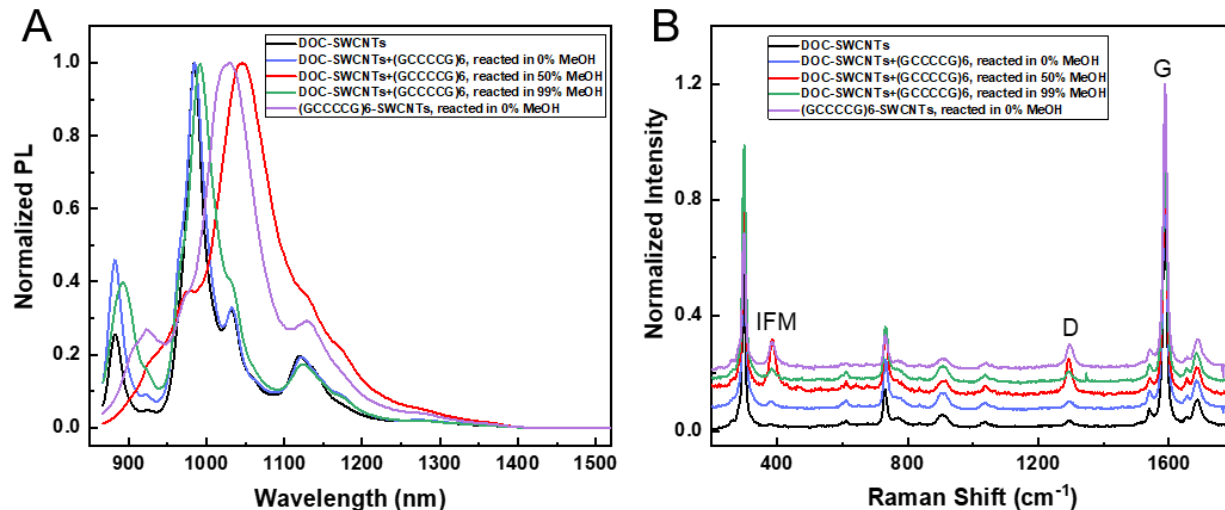 A
DOC-SWCNTs
DOC-SWCNTs+(GCCCCG)6, reacted in 0% MeOH
DOC-SWCNTs+(GCCCCG)6, reacted in 50% MeOH
DOC-SWCNTs+(GCCCCG)6, reacted in 99% MeOH
(GCCCCG)6-SWCNTs, reacted in 0% MeOH
1.0
0.8
0.6
0.4
0.2
0.0
Normalized PL
900 1000 1100 1200 1300 1400 1500
Wavelength (nm)
B
DOC-SWCNTs
DOC-SWCNTs+(GCCCCG)6, reacted in 0% MeOH
DOC-SWCNTs+(GCCCCG)6, reacted in 50% MeOH
DOC-SWCNTs+(GCCCCG)6, reacted in 99% MeOH
(GCCCCG)6-SWCNTs, reacted in 0% MeOH
G
IFM
D
1.2
0.8
0.4
0.0
Normalized Intensity
400 800 1200 1600
Raman Shift (cm⁻¹)